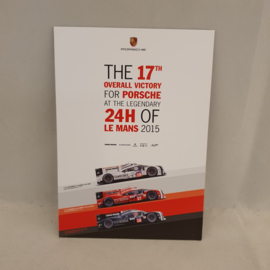 THE 17TH
OVERALL VICTORY
FOR PORSCHE
AT THE LEGENDARY
24H OF
LE MANS 2015